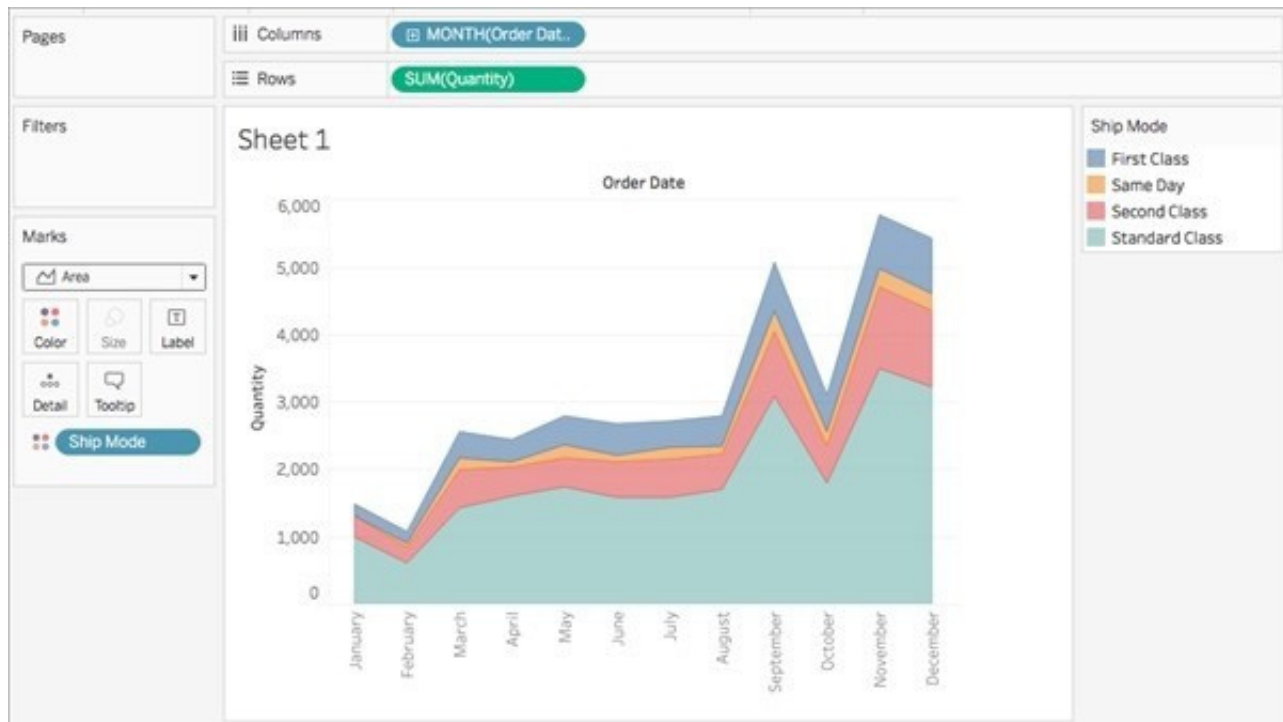 Pages
Columns
MONTH(Order Dat..
Rows
SUM(Quantity)
Filters
Marks
Area
Color
Size
Label
Detail
Tooltip
Ship Mode
Sheet 1
Order Date
Quantity
6,000
5,000
4,000
3,000
2,000
1,000
0
January
February
March
April
May
June
July
August
September
October
November
December
Ship Mode
First Class
Same Day
Second Class
Standard Class